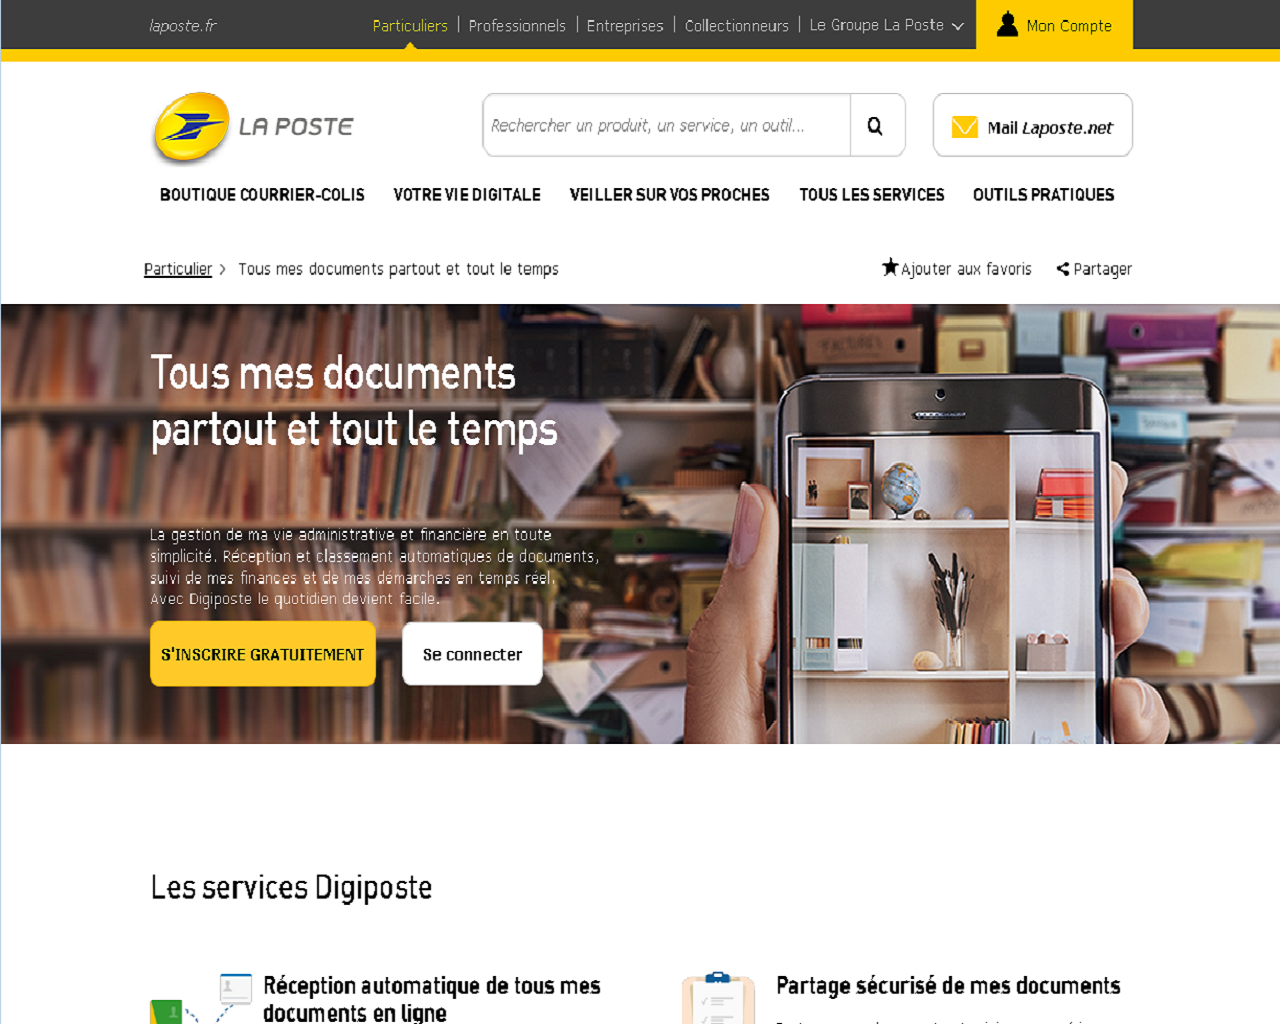 laposte.fr
Particuliers
Professionnels
Entreprises
Collectionneurs
Le Groupe La Poste
Mon Compte
LA POSTE
Rechercher un produit, un service, un outil...
Mail Laposte.net
BOUTIQUE COURRIER-COLIS
VOTRE VIE DIGITALE
VEILLER SUR VOS PROCHES
TOUS LES SERVICES
OUTILS PRATIQUES
Particulier > Tous mes documents partout et tout le temps
Ajouter aux favoris
Partager
Tous mes documents
partout et tout le temps
La gestion de ma vie administrative et financière en toute
simplicité. Réception et classement automatiques de documents,
suivi de mes finances et de mes démarches en temps réel.
Avec Digiposte le quotidien devient facile.
S'INSCRIRE GRATUITEMENT
Se connecter
Les services Digiposte
Réception automatique de tous mes
documents en ligne
Partage sécurisé de mes documents